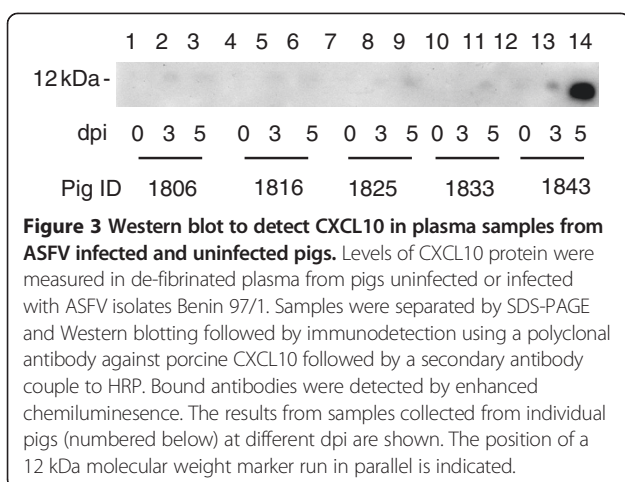 1 2 3 4 5 6 7 8 9 10 11 12 13 14
12 kDa -
dpi 0 3 5 0 3 5 0 3 5 0 3 5 0 3 5
Pig ID 1806 1816 1825 1833 1843
Figure 3 Western blot to detect CXCL10 in plasma samples from
ASFV infected and uninfected pigs. Levels of CXCL10 protein were
measured in de-fibrinated plasma from pigs uninfected or infected
with ASFV isolates Benin 97/1. Samples were separated by SDS-PAGE
and Western blotting followed by immunodetection using a polyclonal
antibody against porcine CXCL10 followed by a secondary antibody
couple to HRP. Bound antibodies were detected by enhanced
chemiluminesence. The results from samples collected from individual
pigs (numbered below) at different dpi are shown. The position of a
12 kDa molecular weight marker run in parallel is indicated.